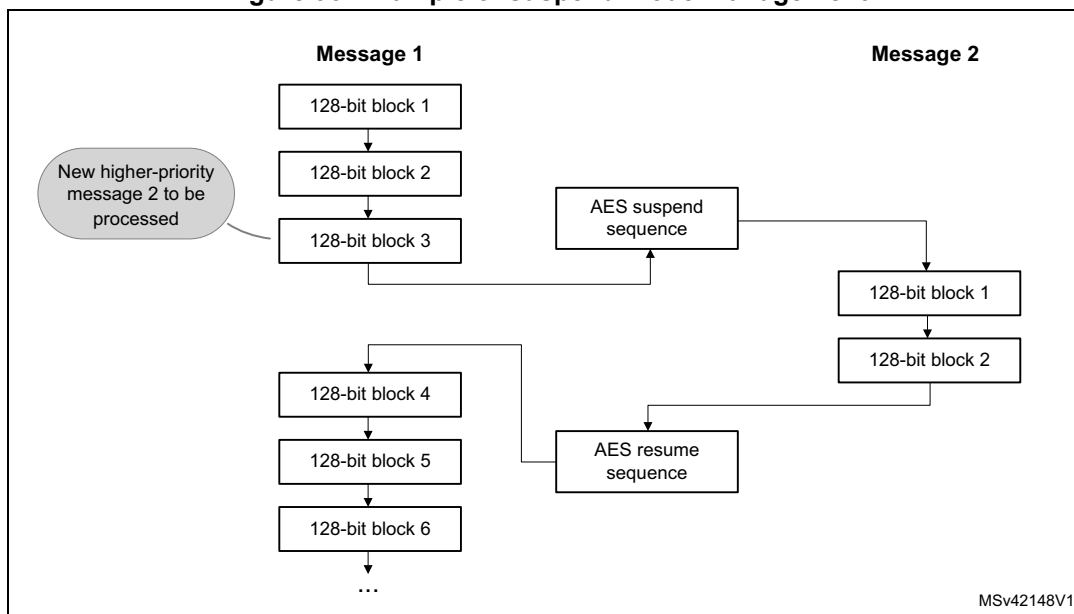 Message 1
Message 2
128-bit block 1
128-bit block 2
New higher-priority
message 2 to be
processed
128-bit block 3
AES suspend
sequence
128-bit block 1
128-bit block 2
128-bit block 4
128-bit block 5
AES resume
sequence
128-bit block 6
...
MSv42148V1